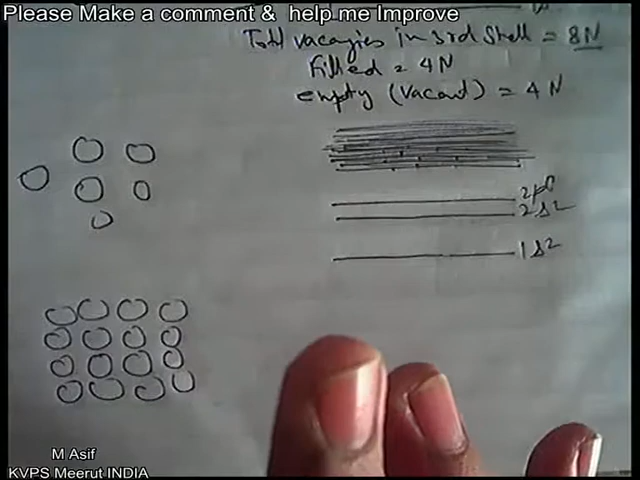 Please Make a comment & help me Improve
Total vacancies in 3rd Shell = 8N
Filled = 4N
empty (Vacant) = 4N
2p6
2s2
1s2
M Asif
KVPS Meerut INDIA